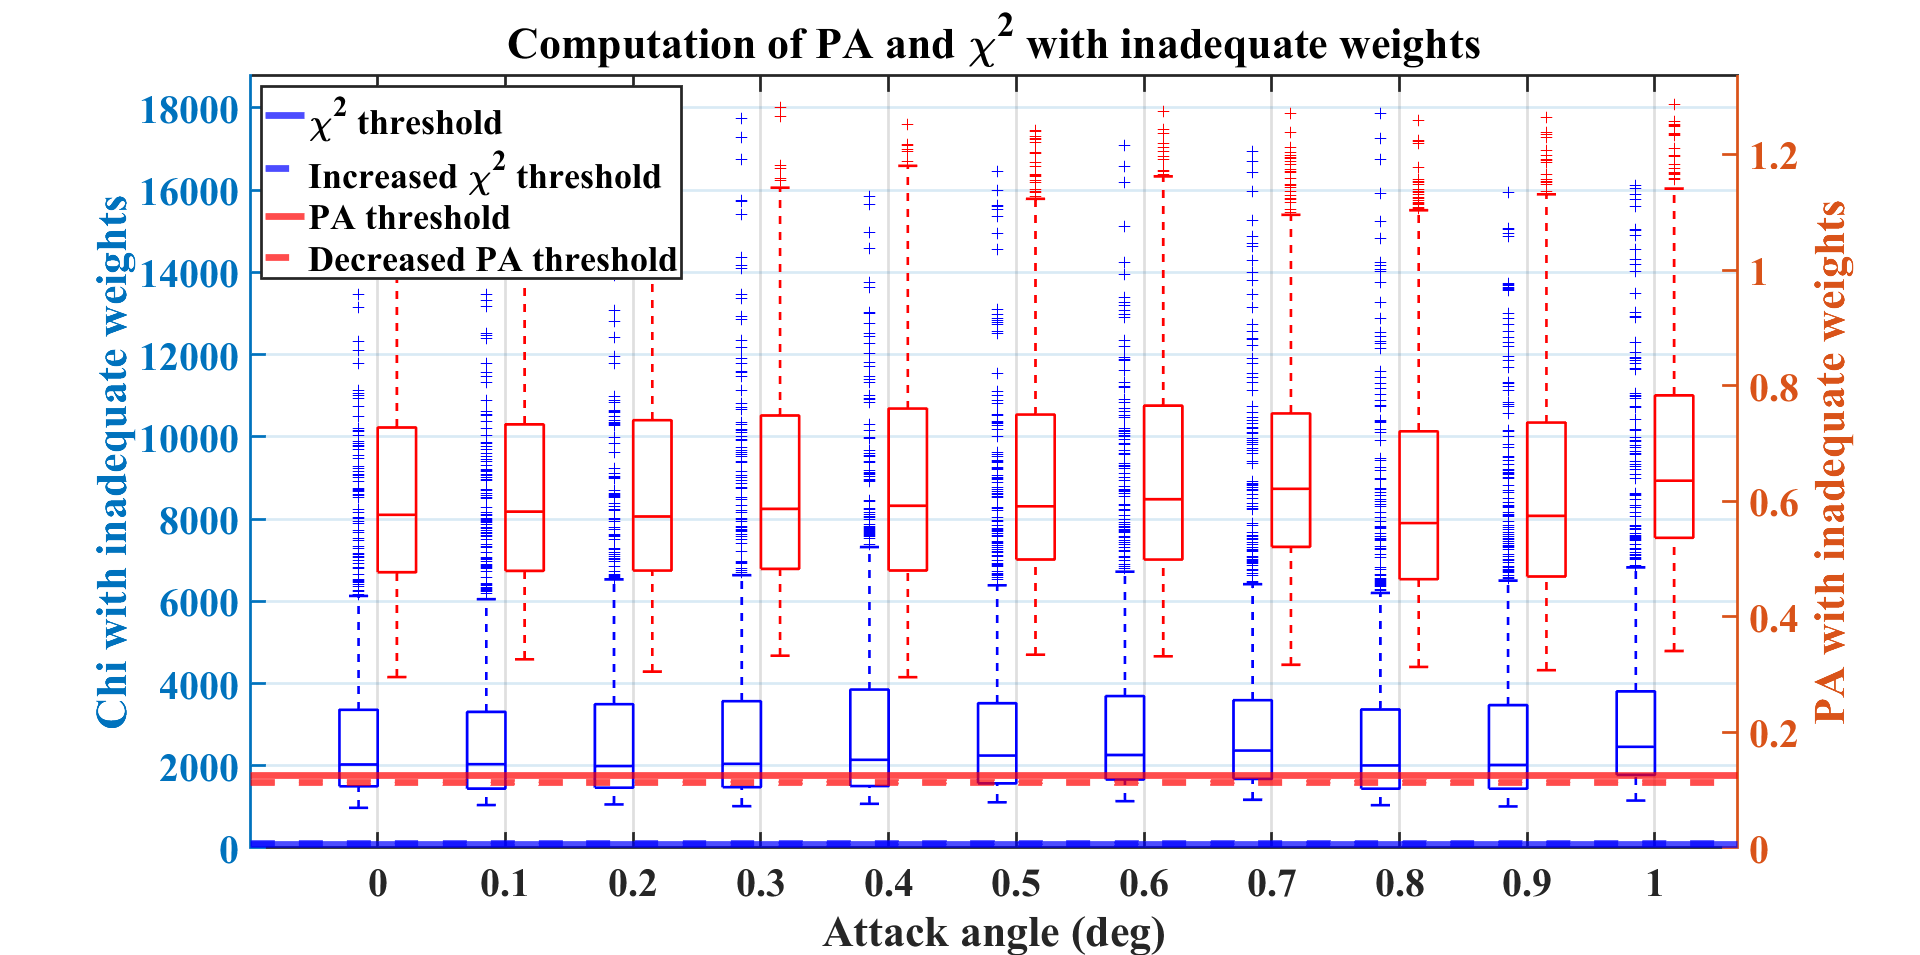 Computation of PA and χ² with inadequate weights
χ² threshold
Increased χ² threshold
PA threshold
Decreased PA threshold
Chi with inadequate weights
18000
16000
14000
12000
10000
8000
6000
4000
2000
0
PA with inadequate weights
1.2
1
0.8
0.6
0.4
0.2
0
0 0.1 0.2 0.3 0.4 0.5 0.6 0.7 0.8 0.9 1
Attack angle (deg)